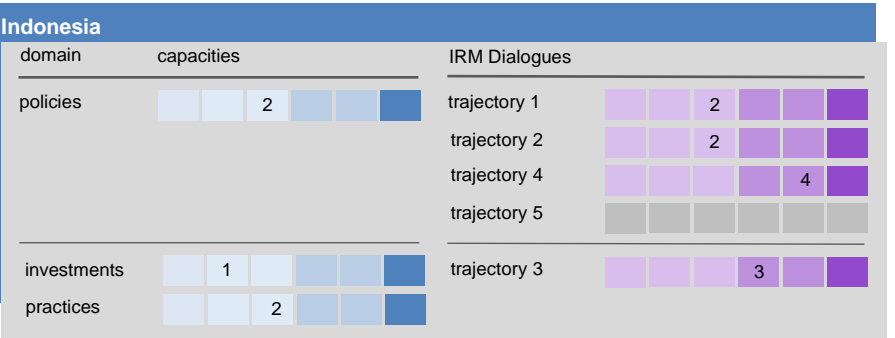 Indonesia
domain capacities IRM Dialogues
policies 2 trajectory 1 2
trajectory 2 2
trajectory 4 4
trajectory 5
investments 1 trajectory 3 3
practices 2